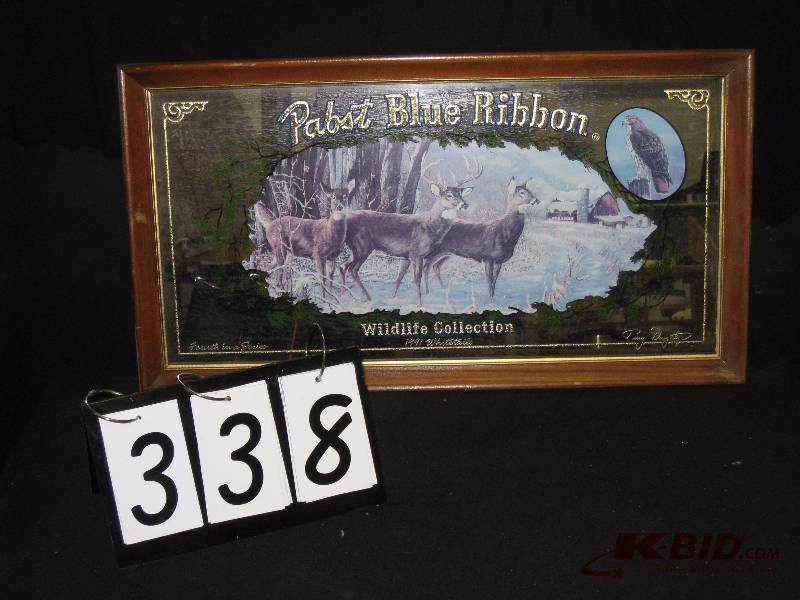 Pabst Blue Ribbon
Wildlife Collection
1991 Whitetails
Fourth in a Series
338
K-BID.COM